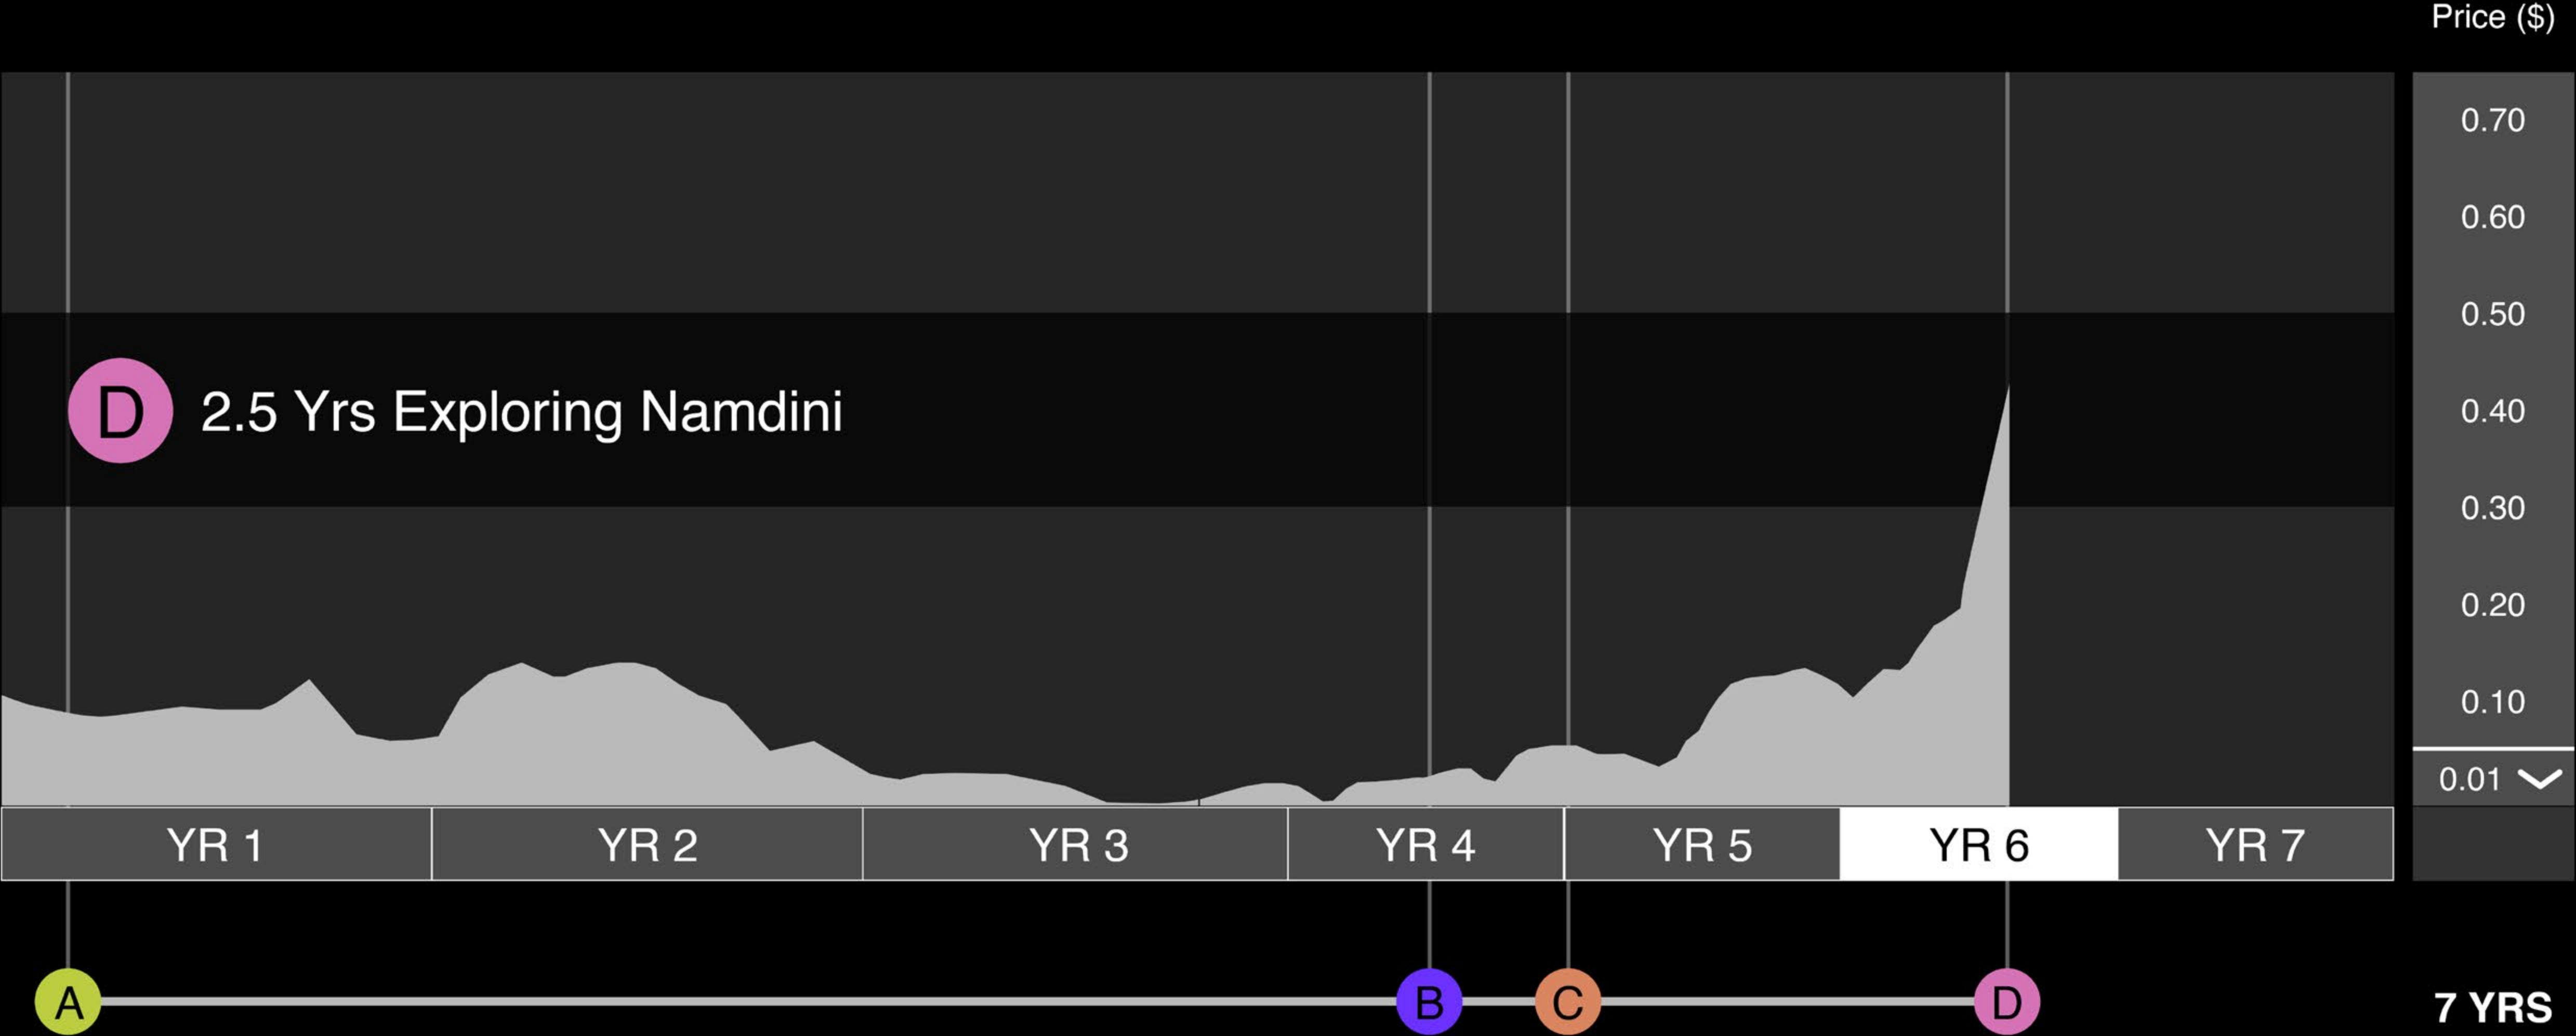 Price ($)
0.70
0.60
0.50
D 2.5 Yrs Exploring Namdini
0.40
0.30
0.20
0.10
0.01
YR 1 YR 2 YR 3 YR 4 YR 5 YR 6 YR 7
A B C D
7 YRS